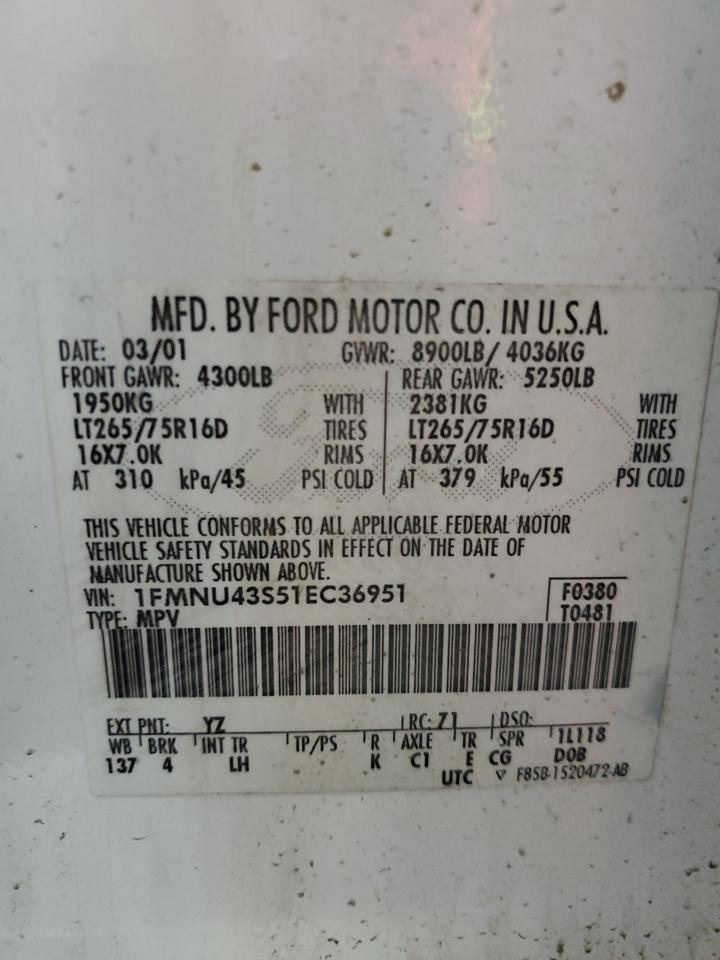 MFD. BY FORD MOTOR CO. IN U.S.A.
DATE: 03/01 GVWR: 8900LB/ 4036KG
FRONT GAWR: 4300LB REAR GAWR: 5250LB
1950KG WITH 2381KG WITH
LT265/75R16D TIRES LT265/75R16D TIRES
16X7.0K RIMS 16X7.0K RIMS
AT 310 kPa/45 PSI COLD AT 379 kPa/55 PSI COLD
THIS VEHICLE CONFORMS TO ALL APPLICABLE FEDERAL MOTOR
VEHICLE SAFETY STANDARDS IN EFFECT ON THE DATE OF
MANUFACTURE SHOWN ABOVE.
VIN: 1FMNU43S51EC36951 F0380
TYPE: MPV T0481
EXT PNT: YZ RC: 71 DSO:
WB BRK INT TR TP/PS R AXLE TR SPR 1L118
137 4 LH K C1 E CG D0B
UTC ▽ F85B-1520472-AB